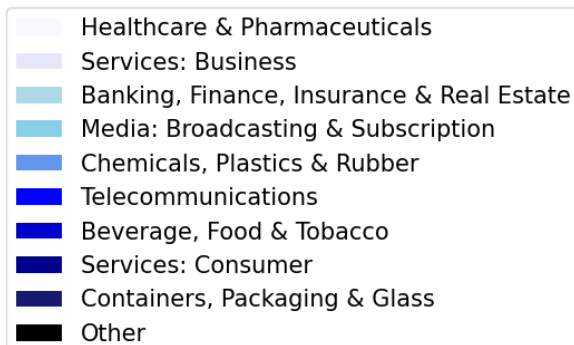 Healthcare & Pharmaceuticals
Services: Business
Banking, Finance, Insurance & Real Estate
Media: Broadcasting & Subscription
Chemicals, Plastics & Rubber
Telecommunications
Beverage, Food & Tobacco
Services: Consumer
Containers, Packaging & Glass
Other